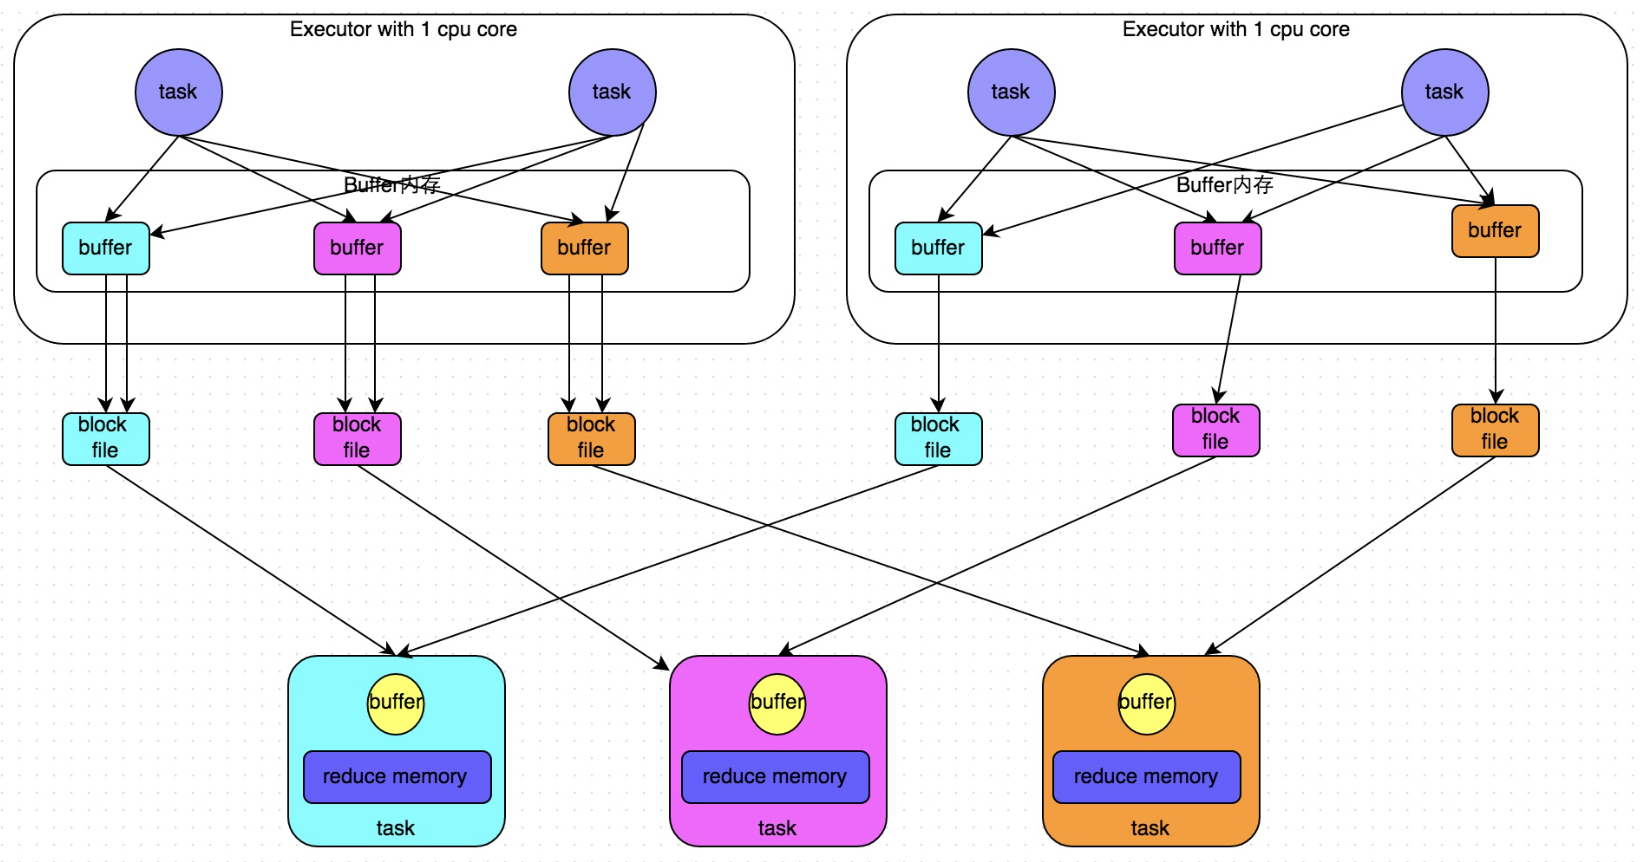 Executor with 1 cpu core
Executor with 1 cpu core
task
task
task
task
Buffer内存
Buffer内存
buffer
buffer
buffer
buffer
buffer
buffer
block
file
block
file
block
file
block
file
block
file
block
file
buffer
buffer
buffer
reduce memory
reduce memory
reduce memory
task
task
task